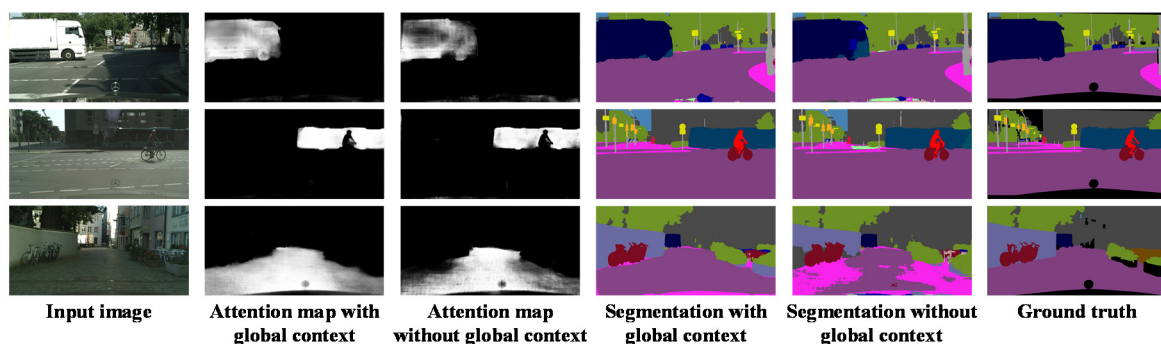 Input image
Attention map with
global context
Attention map
without global context
Segmentation with
global context
Segmentation without
global context
Ground truth